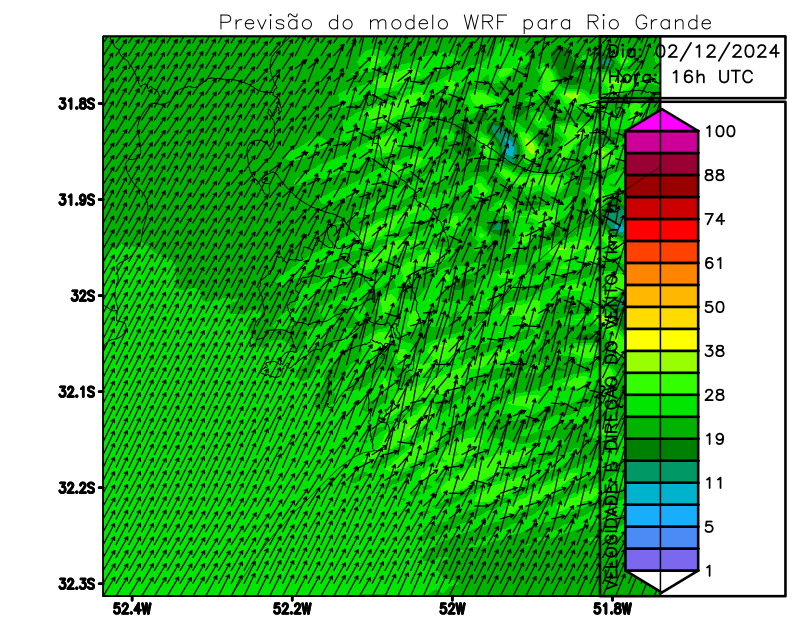 Previsão do modelo WRF para Rio Grande
Dia: 02/12/2024
Hora: 16h UTC
31.8S
31.9S
32S
32.1S
32.2S
32.3S
52.4W
52.2W
52W
51.8W
VELOCIDADE E DIREÇÃO DO VENTO (km/h)
100
88
74
61
50
38
28
19
11
5
1